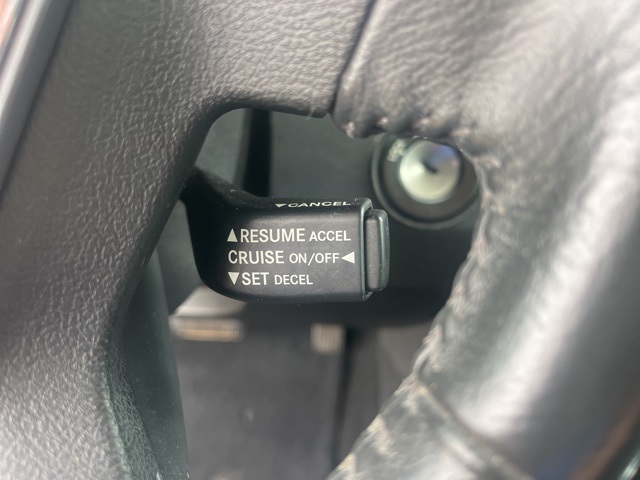 ▼CANCEL
▲RESUME ACCEL
CRUISE ON/OFF◀
▼SET DECEL